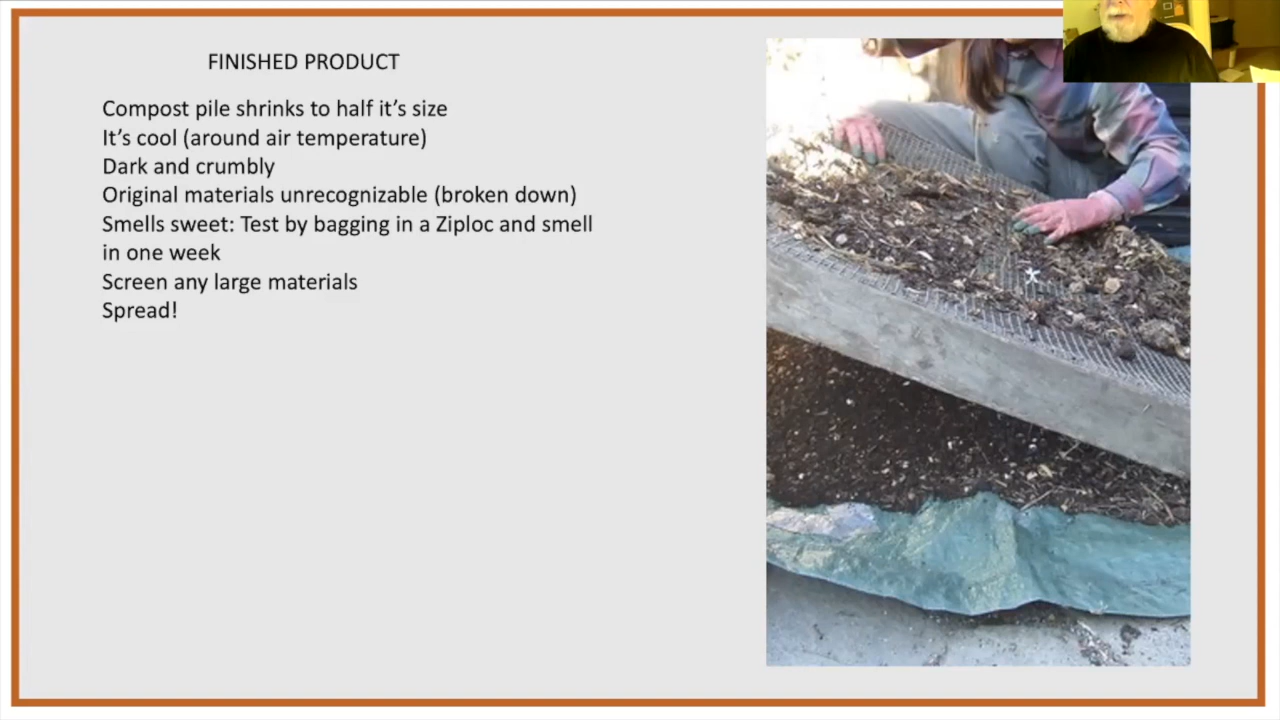 FINISHED PRODUCT
Compost pile shrinks to half it’s size
It’s cool (around air temperature)
Dark and crumbly
Original materials unrecognizable (broken down)
Smells sweet: Test by bagging in a Ziploc and smell
in one week
Screen any large materials
Spread!